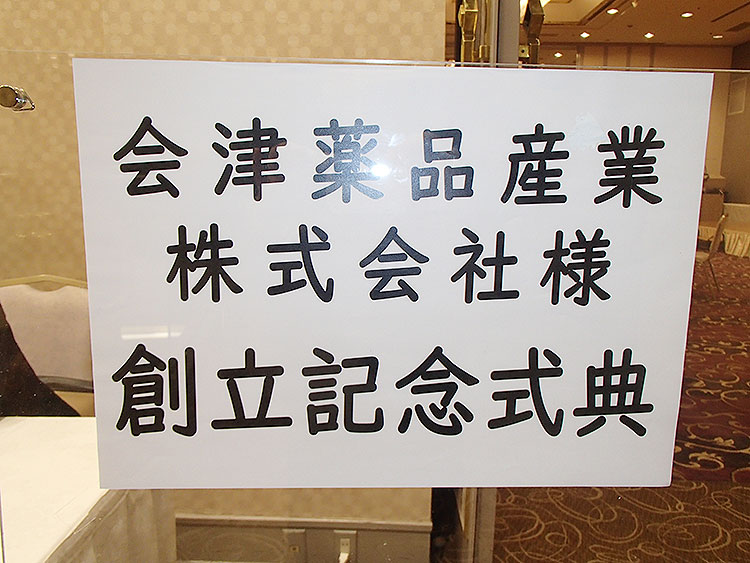 会津薬品産業
株式会社様
創立記念式典